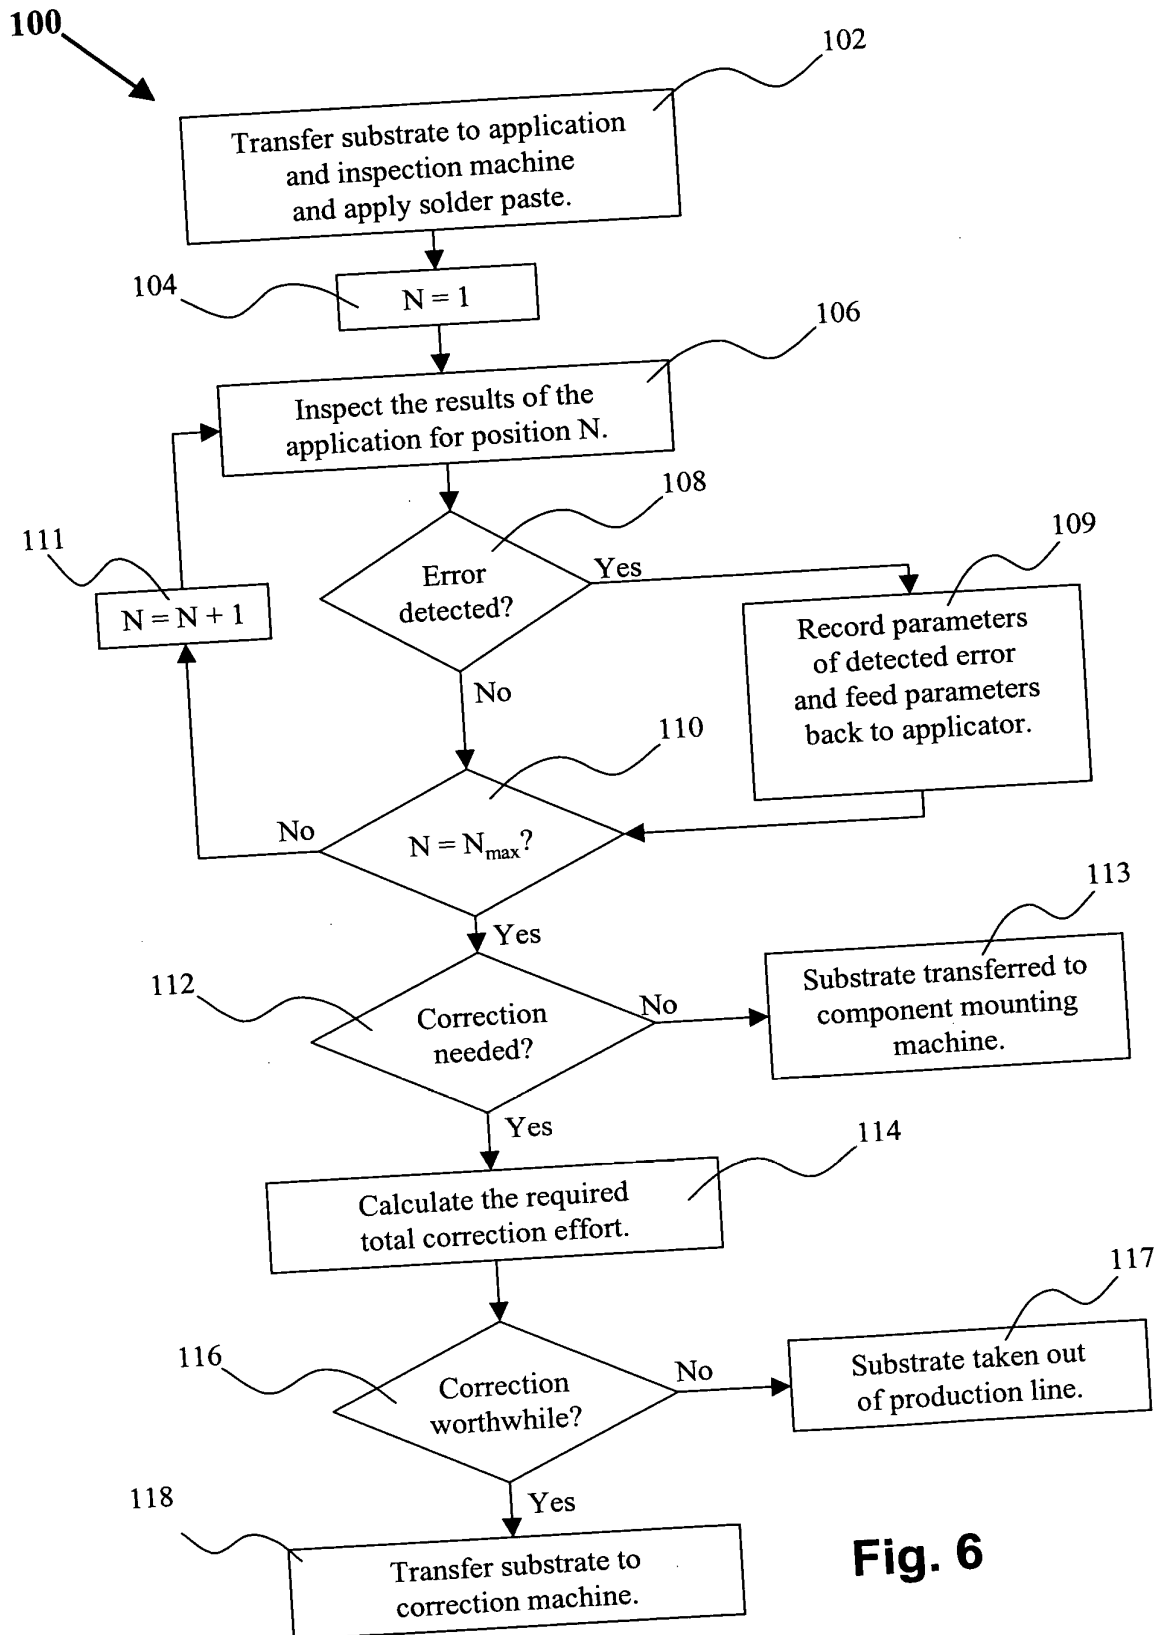 100
102
Transfer substrate to application
and inspection machine
and apply solder paste.
104
N = 1
106
Inspect the results of the
application for position N.
108
111
109
Error
detected?
Yes
N = N + 1
Record parameters
of detected error
and feed parameters
back to applicator.
No
110
No
N = Nmax?
113
Yes
112
Correction
needed?
No
Substrate transferred to
component mounting
machine.
Yes
114
Calculate the required
total correction effort.
117
116
Correction
worthwhile?
No
Substrate taken out
of production line.
118
Yes
Transfer substrate to
correction machine.
Fig. 6